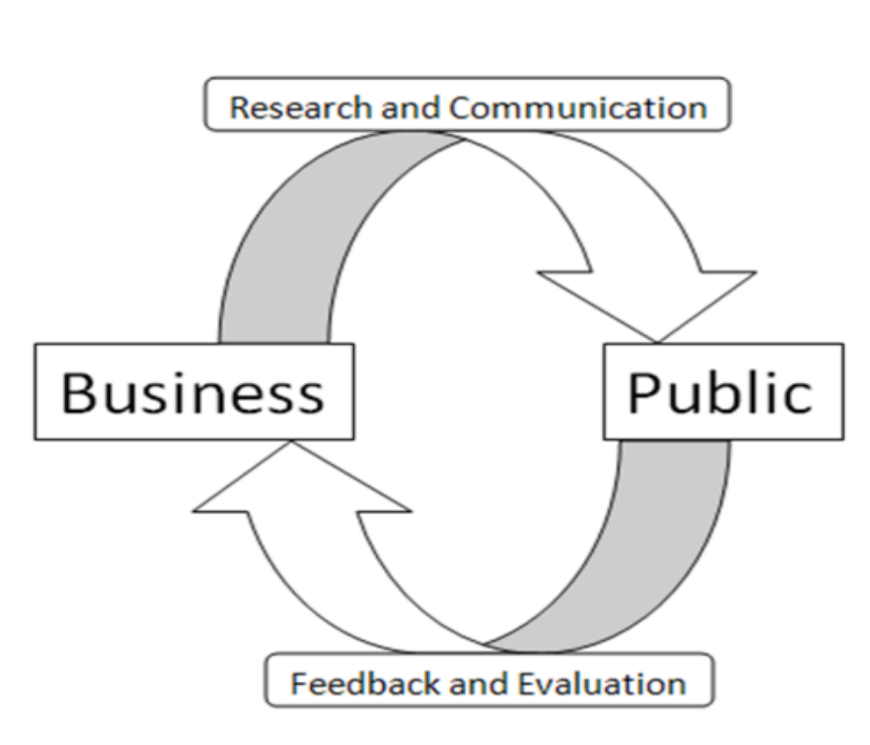 Research and Communication
Business
Public
Feedback and Evaluation